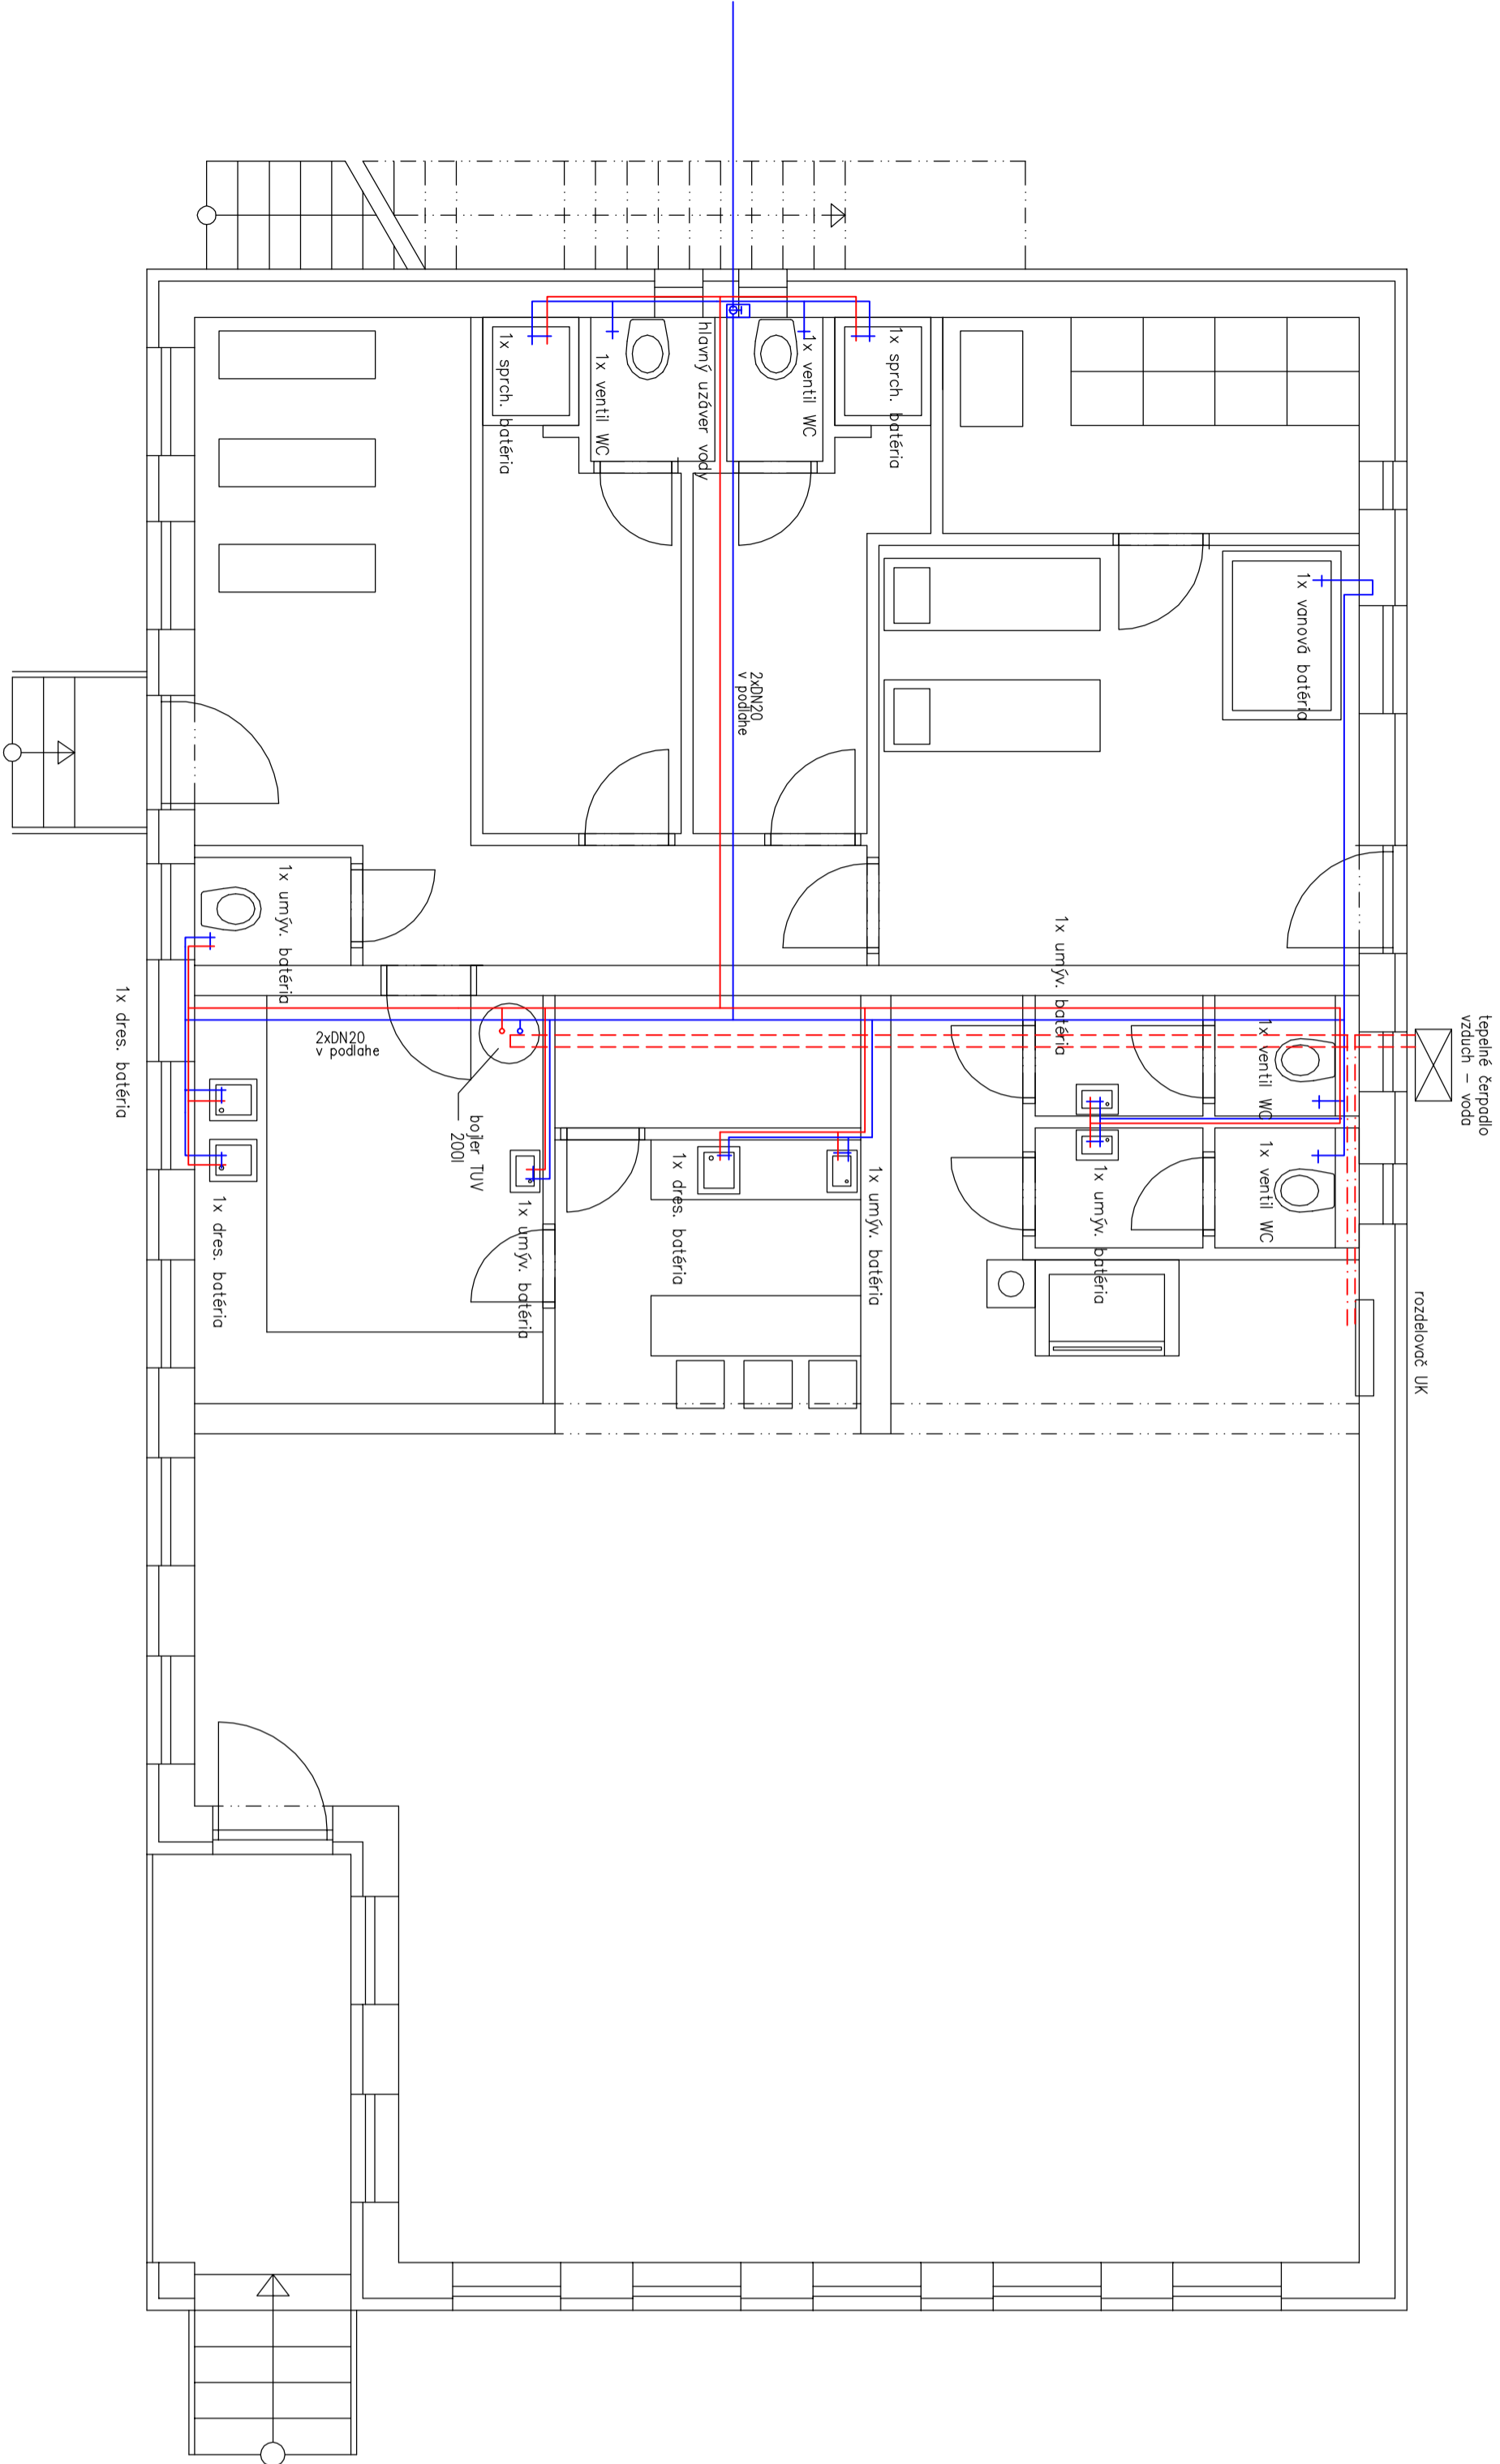 1x sprch. batéria
1x ventil WC
hlavný uzáver vody
1x ventil WC
1x sprch. batéria
1x vanová batéria
2xDN20
v podlahe
1x umýv. batéria
1x umýv. batéria
1x dres. batéria
2xDN20
v podlahe
bojler TUV
200l
1x dres. batéria
1x umýv. batéria
1x dres. batéria
1x umýv. batéria
1x umýv. batéria
1x ventil WC
1x ventil WC
tepelné čerpadlo
vzduch – voda
rozdelovač UK